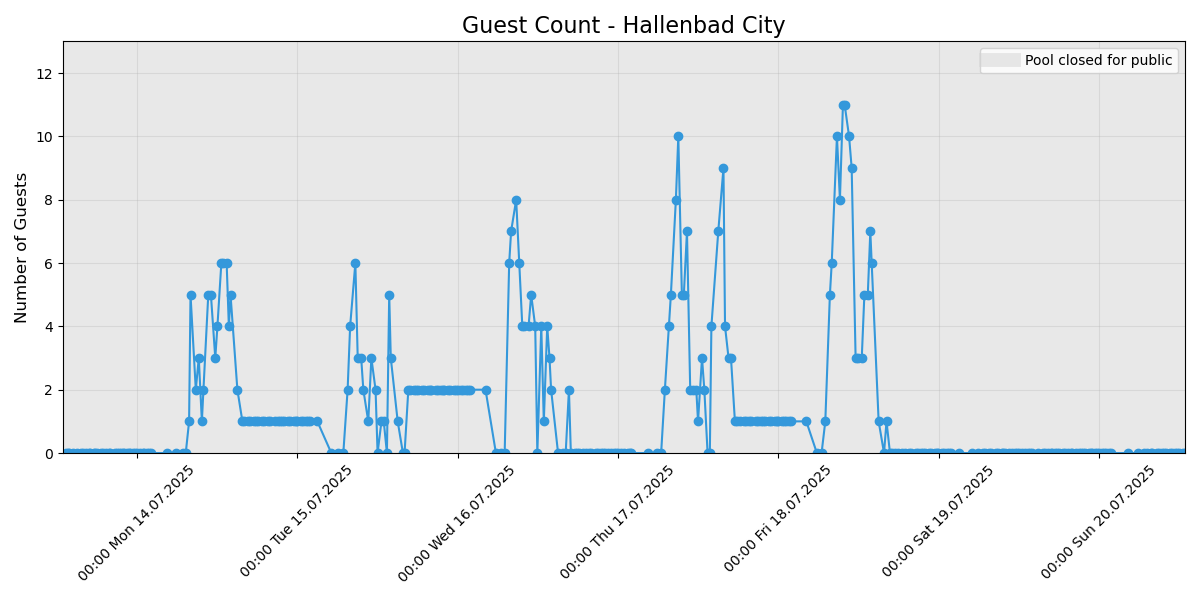 Guest Count - Hallenbad City
Pool closed for public
Number of Guests
12
10
8
6
4
2
0
00:00 Mon 14.07.2025
00:00 Tue 15.07.2025
00:00 Wed 16.07.2025
00:00 Thu 17.07.2025
00:00 Fri 18.07.2025
00:00 Sat 19.07.2025
00:00 Sun 20.07.2025